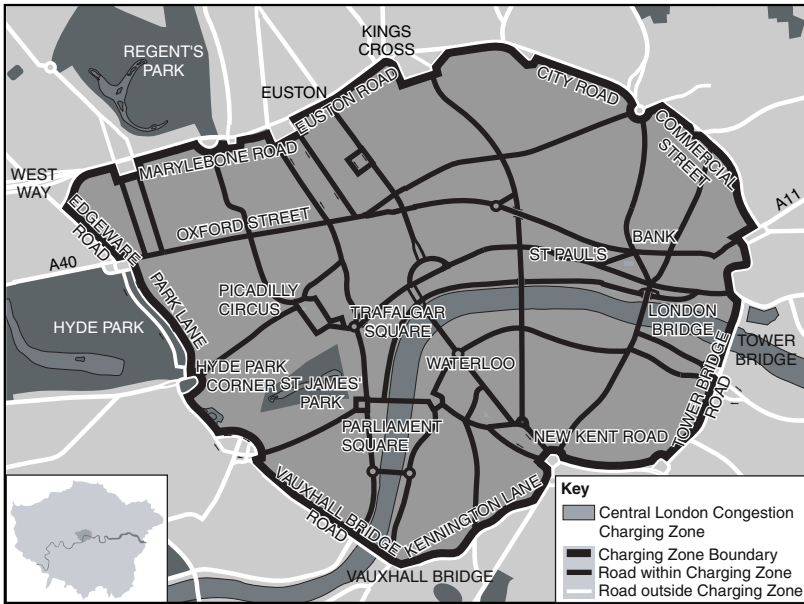 KINGS
CROSS
REGENT'S
PARK
CITY ROAD
EUSTON
EUSTON ROAD
COMMERCIAL
STREET
MARYLEBONE ROAD
WEST
WAY
A11
EDGEWARE
ROAD
OXFORD STREET
BANK
ST PAUL'S
A40
PARK LANE
PICADILLY
CIRCUS
TRAFALGAR
SQUARE
LONDON
BRIDGE
HYDE PARK
TOWER
BRIDGE
WATERLOO
HYDE PARK
CORNER
ST JAMES'
PARK
TOWER BRIDGE
ROAD
PARLIAMENT
SQUARE
NEW KENT ROAD
VAUXHALL BRIDGE
ROAD
KENNINGTON LANE
VAUXHALL BRIDGE
Key
Central London Congestion
Charging Zone
Charging Zone Boundary
Road within Charging Zone
Road outside Charging Zone